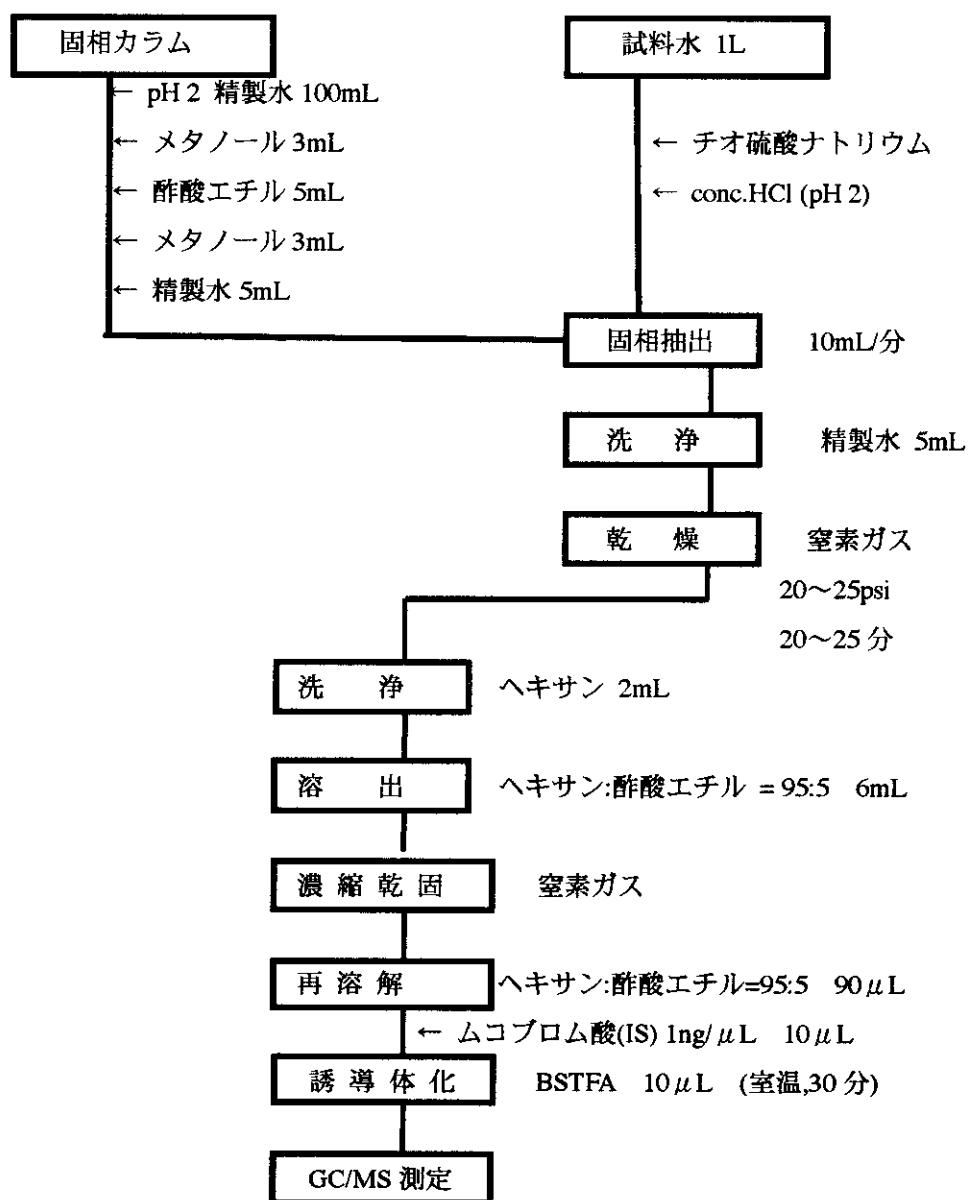 固相カラム
← pH 2 精製水 100mL
← メタノール 3mL
← 酢酸エチル 5mL
← メタノール 3mL
← 精製水 5mL
試料水 1L
← チオ硫酸ナトリウム
← conc.HCl (pH 2)
固相抽出 10mL/分
洗 浄 精製水 5mL
乾 燥 窒素ガス
20～25psi
20～25 分
洗 浄 ヘキサン 2mL
溶 出 ヘキサン:酢酸エチル = 95:5 6mL
濃 縮 乾 固 窒素ガス
再 溶 解 ヘキサン:酢酸エチル=95:5 90μL
← ムコブロム酸(IS) 1ng/μL 10μL
誘 導 体 化 BSTFA 10μL (室温,30 分)
GC/MS 測定